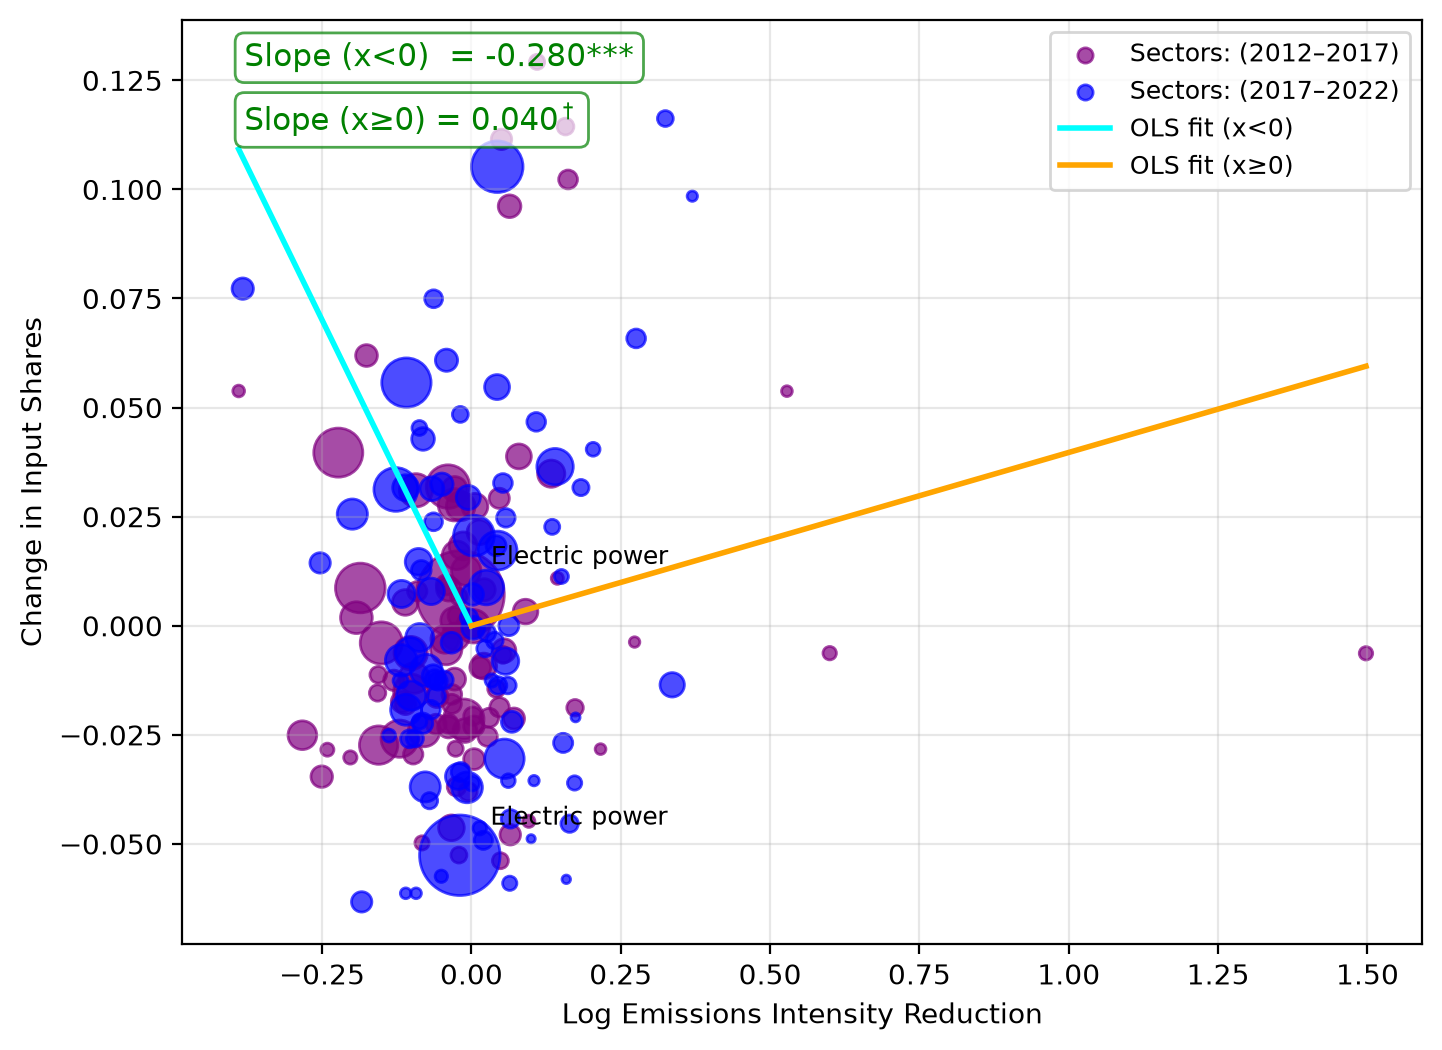 Slope (x<0)  = -0.280***
Slope (x≥0) = 0.040†
Sectors: (2012–2017)
Sectors: (2017–2022)
OLS fit (x<0)
OLS fit (x≥0)
0.125
0.100
0.075
0.050
0.025
0.000
−0.025
−0.050
Change in Input Shares
Electric power
Electric power
−0.25
0.00
0.25
0.50
0.75
1.00
1.25
1.50
Log Emissions Intensity Reduction